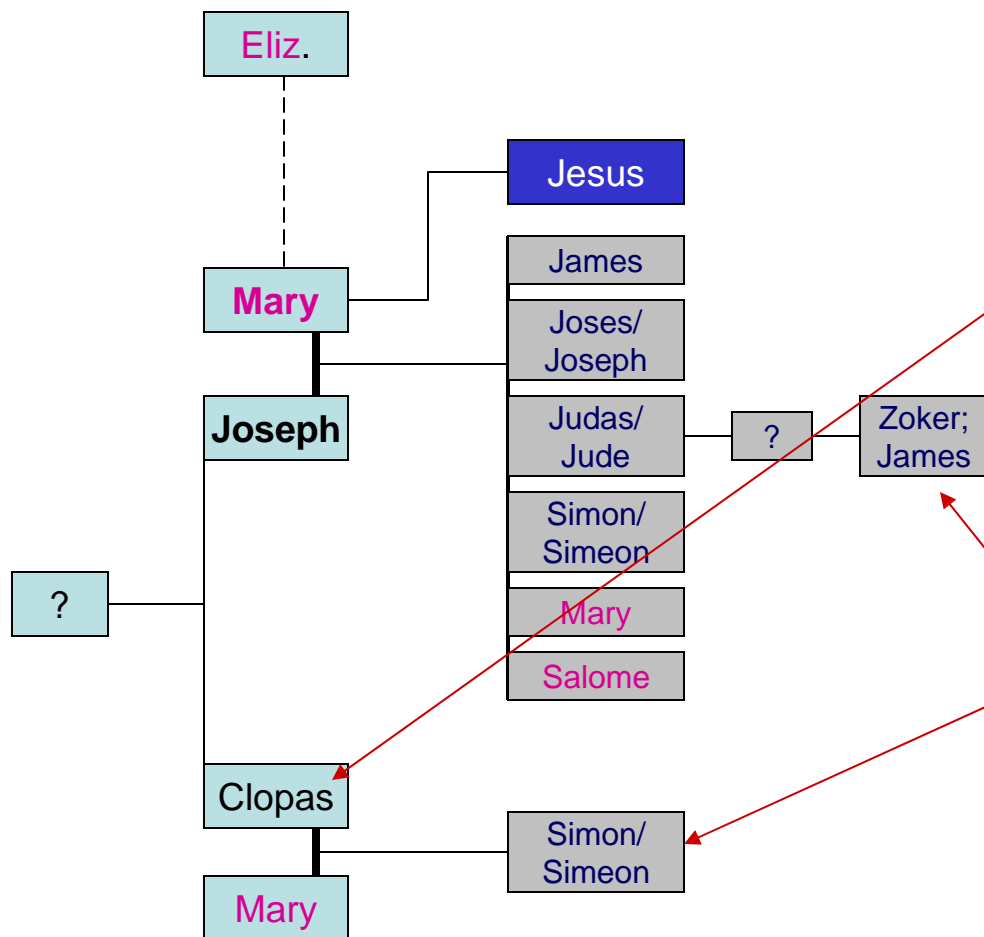 Eliz.
Jesus
James
Mary
Joses/
Joseph
Joseph
Judas/
Jude
?
Zoker;
James
Simon/
Simeon
?
Mary
Salome
Clopas
Simon/
Simeon
Mary